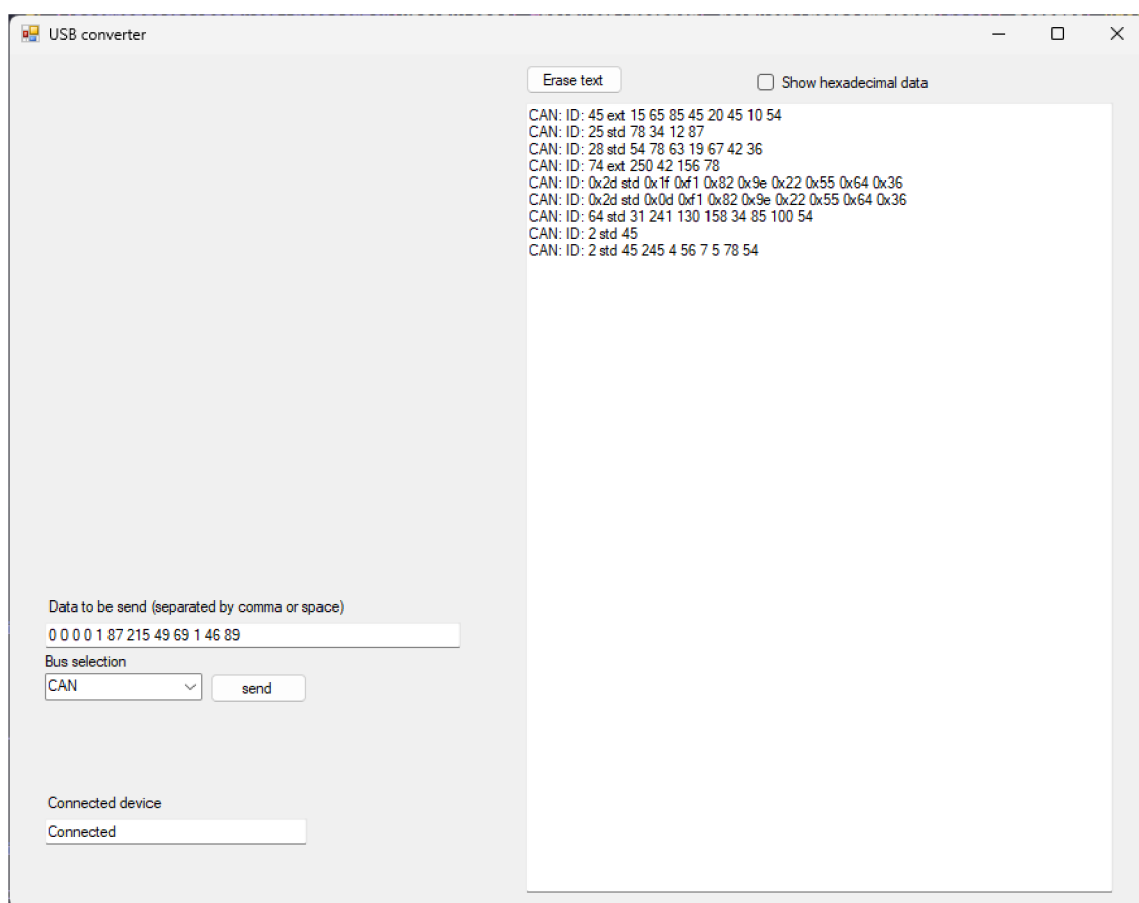 USB converter
Erase text
Show hexadecimal data
CAN: ID: 45 ext 15 65 85 45 20 45 10 54
CAN: ID: 25 std 78 34 12 87
CAN: ID: 28 std 54 78 63 19 67 42 36
CAN: ID: 74 ext 250 42 156 78
CAN: ID: 0x2d std 0x1f 0xf1 0x82 0x9e 0x22 0x55 0x64 0x36
CAN: ID: 0x2d std 0x0d 0xf1 0x82 0x9e 0x22 0x55 0x64 0x36
CAN: ID: 64 std 31 241 130 158 34 85 100 54
CAN: ID: 2 std 45
CAN: ID: 2 std 45 245 4 56 7 5 78 54
Data to be send (separated by comma or space)
0 0 0 0 1 87 215 49 69 1 46 89
Bus selection
CAN
send
Connected device
Connected